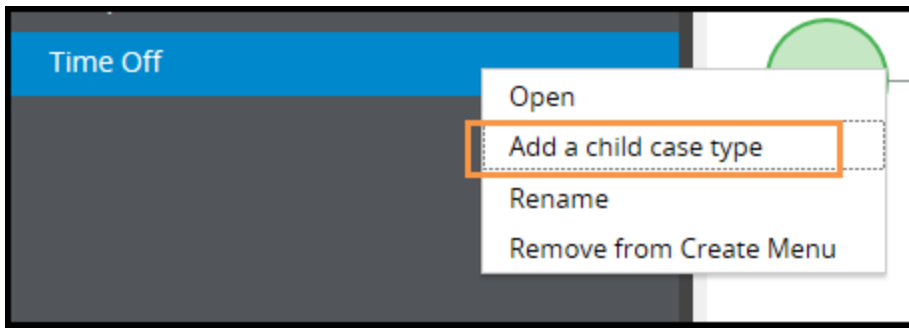 Time Off
Open
Add a child case type
Rename
Remove from Create Menu